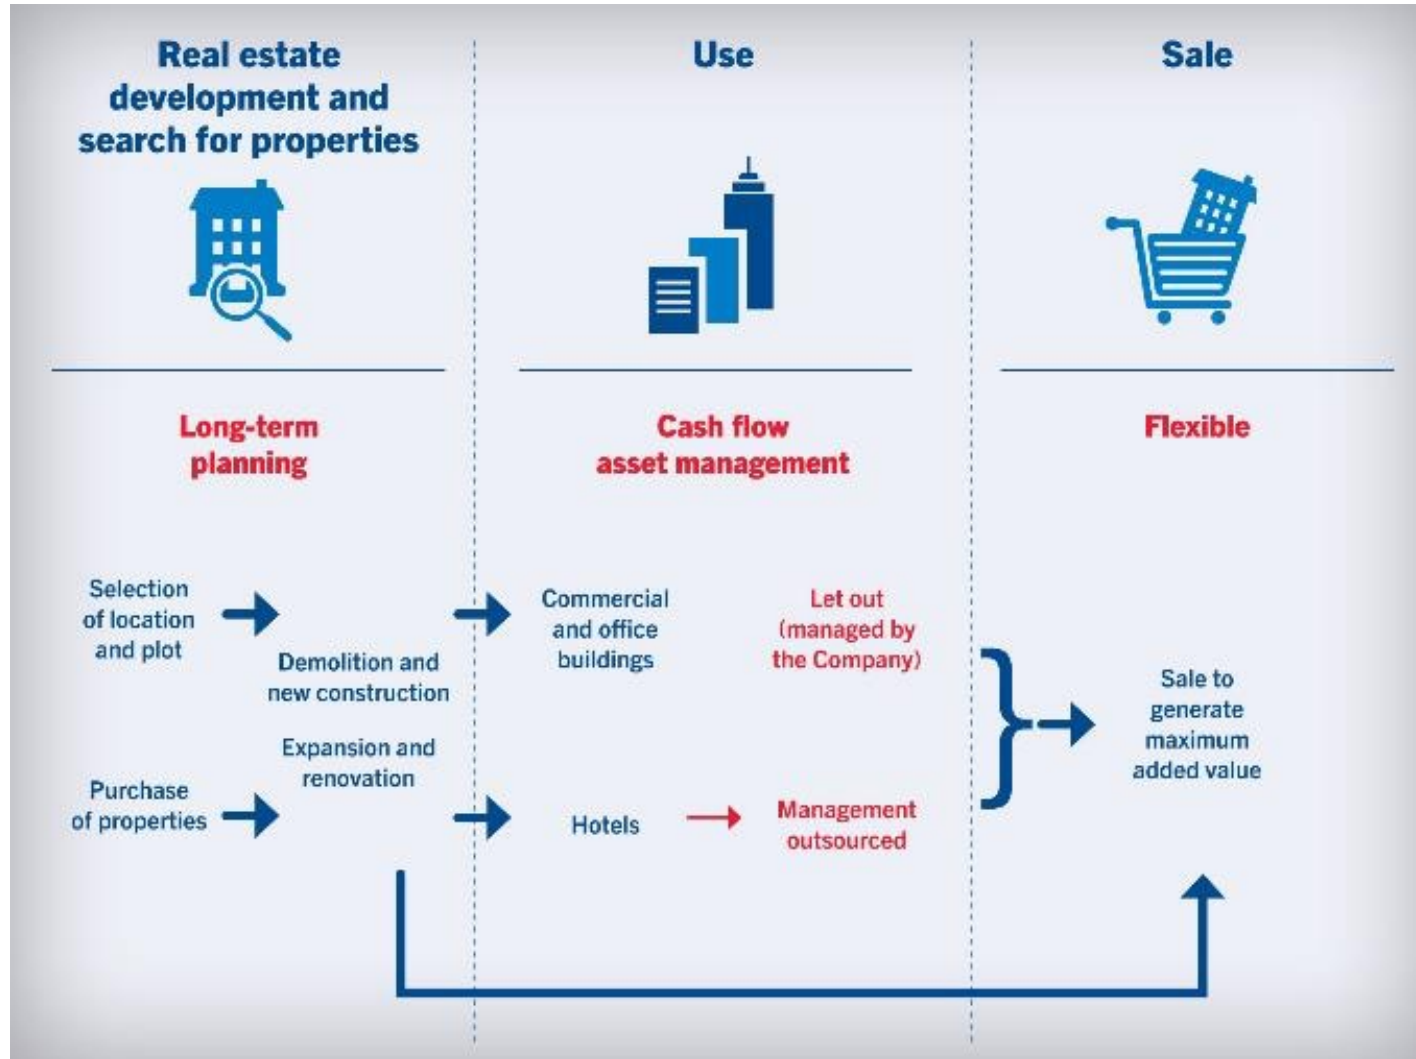 Real estate
development and
search for properties
Use
Sale
Long-term
planning
Cash flow
asset management
Flexible
Selection
of location
and plot
Demolition and
new construction
Expansion and
renovation
Purchase
of properties
Commercial
and office
buildings
Let out
(managed by
the Company)
Hotels
Management
outsourced
Sale to
generate
maximum
added value